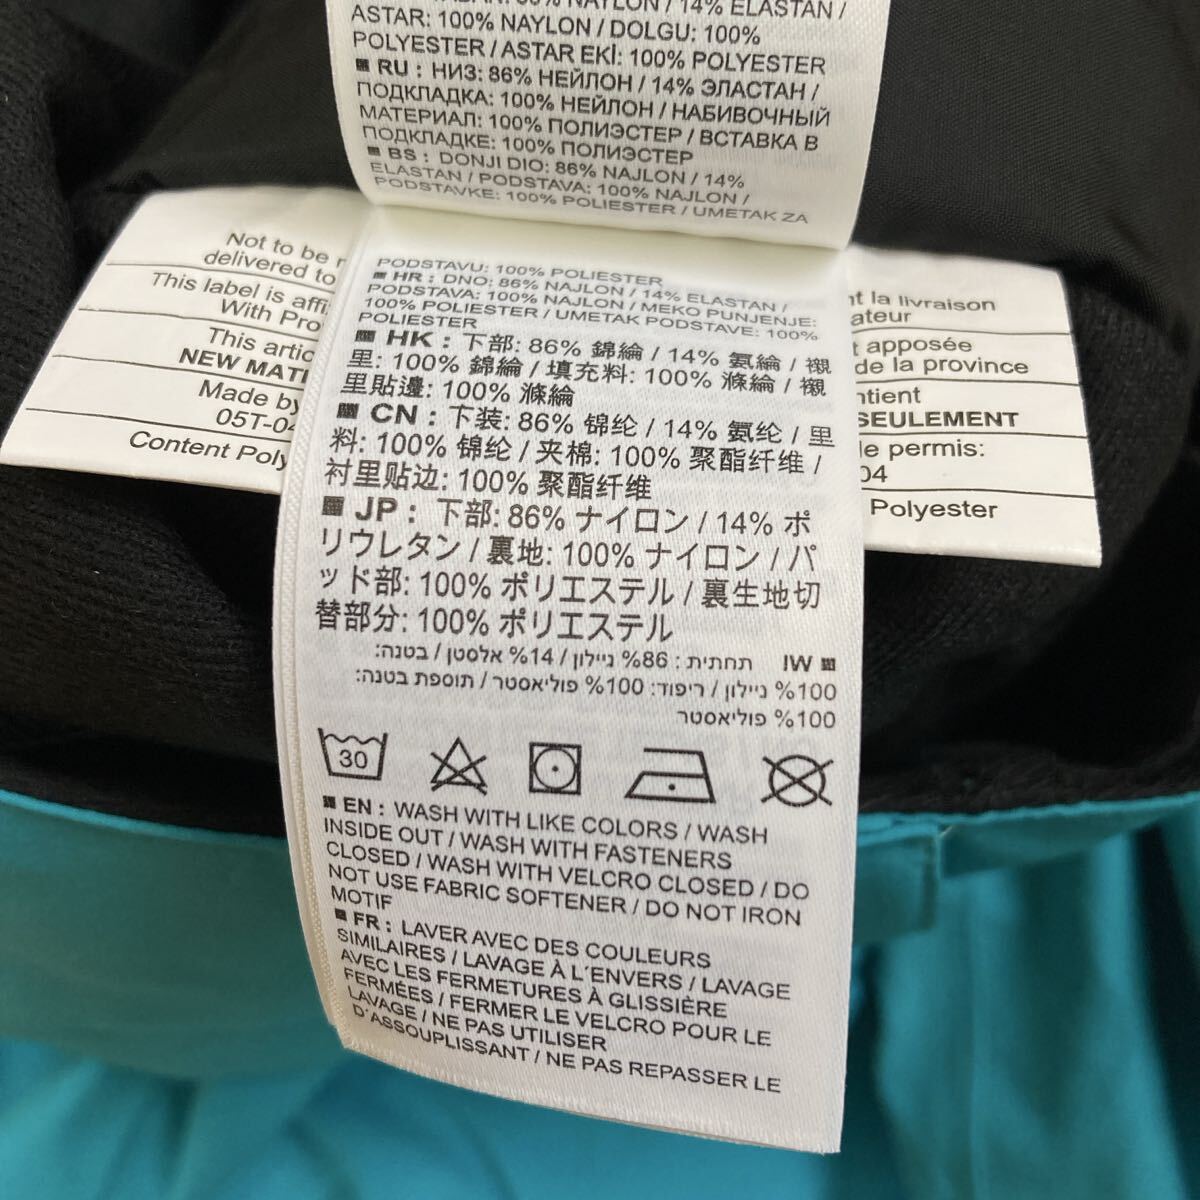 NAYLON / 14% ELASTAN /
ASTAR: 100% NAYLON / DOLGU: 100%
POLYESTER / ASTAR EKİ: 100% POLYESTER
RU : НИЗ: 86% НЕЙЛОН / 14% ЭЛАСТАН /
ПОДКЛАДКА: 100% НЕЙЛОН / НАБИВОЧНЫЙ
МАТЕРИАЛ: 100% ПОЛИЭСТЕР / ВСТАВКА В
ПОДКЛАДКЕ: 100% ПОЛИЭСТЕР
BS : DONJI DIO: 86% NAJLON / 14%
ELASTAN / PODSTAVA: 100% NAJLON /
PODSTAVKE: 100% POLIESTER / UMETAK ZA
PODSTAVU: 100% POLIESTER
HR : DNO: 86% NAJLON / 14% ELASTAN /
PODSTAVA: 100% NAJLON / MEKO PUNJENJE:
100% POLIESTER / UMETAK PODSTAVE: 100%
POLIESTER
HK : 下部: 86% 錦綸 / 14% 氨綸 / 襯
里: 100% 錦綸 / 填充料: 100% 滌綸 / 襯
里貼邊: 100% 滌綸
CN : 下装: 86% 锦纶 / 14% 氨纶 / 里
料: 100% 锦纶 / 夹棉: 100% 聚酯纤维 /
衬里贴边: 100% 聚酯纤维
JP : 下部: 86% ナイロン / 14% ポ
リウレタン / 裏地: 100% ナイロン / パ
ッド部: 100% ポリエステル / 裏生地切
替部分: 100% ポリエステル
IW תחתית : 86% ניילון / 14% אלסטן / בטנה:
100% ניילון / ריפוד: 100% פוליאסטר / תוספת בטנה:
100% פוליאסטר
30
EN : WASH WITH LIKE COLORS / WASH
INSIDE OUT / WASH WITH FASTENERS
CLOSED / WASH WITH VELCRO CLOSED / DO
NOT USE FABRIC SOFTENER / DO NOT IRON
MOTIF
FR : LAVER AVEC DES COULEURS
SIMILAIRES / LAVAGE À L´ENVERS / LAVAGE
AVEC LES FERMETURES À GLISSIÈRE
FERMÉES / FERMER LE VELCRO POUR LE
LAVAGE / NE PAS UTILISER
D´ASSOUPLISSANT / NE PAS REPASSER LE
Not to be
delivered to
This label is
With
This
NEW
Made by
05T-
Content
la livraison
apposée
de la province
SEULEMENT
de permis:
04
Polyester